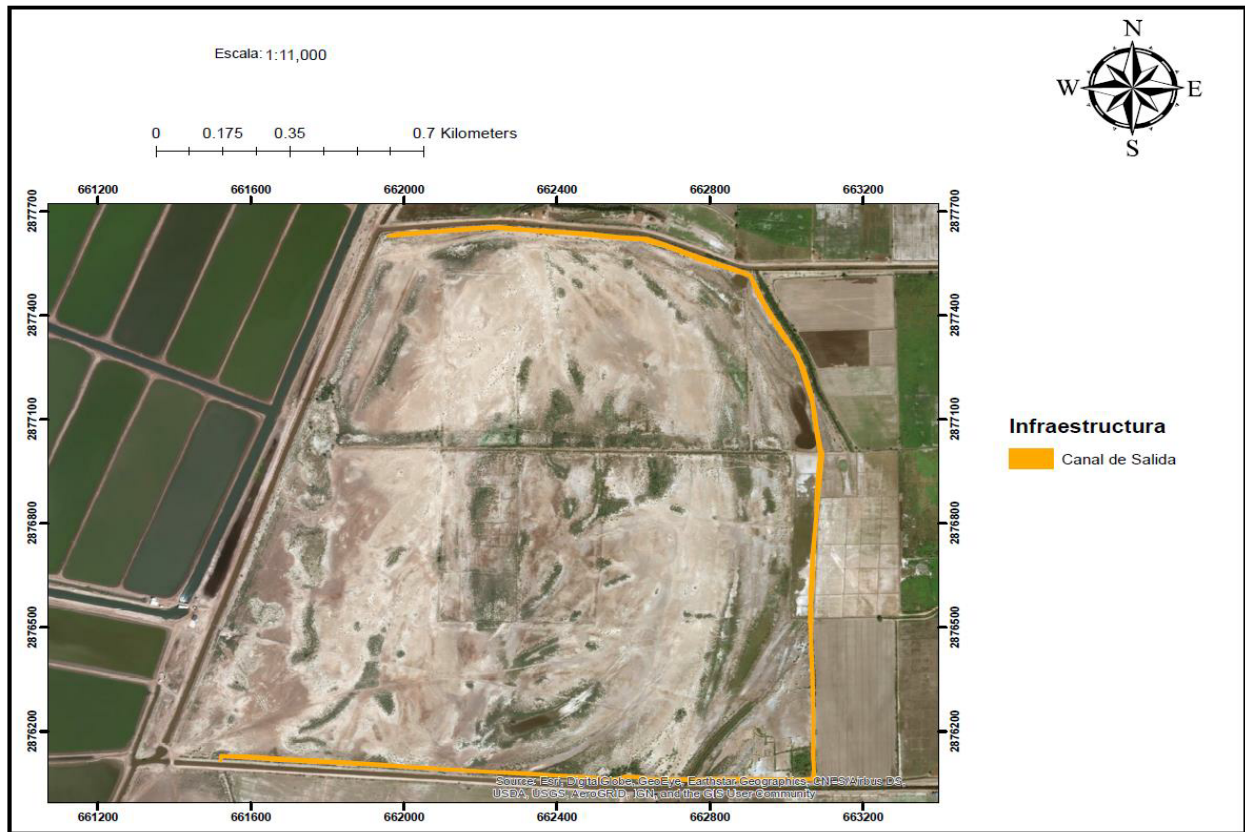 Escala: 1:11,000
N
W
E
S
0 0.175 0.35 0.7 Kilometers
661200 661600 662000 662400 662800 663200
2877700
2877400
2877100
2876800
2876500
2876200
2877700
2877400
2877100
2876800
2876500
2876200
Infraestructura
Canal de Salida
Source: Esri, DigitalGlobe, GeoEye, Earthstar Geographics, CNES/Airbus DS,
USDA, USGS, AeroGRID, IGN, and the GIS User Community
661200 661600 662000 662400 662800 663200